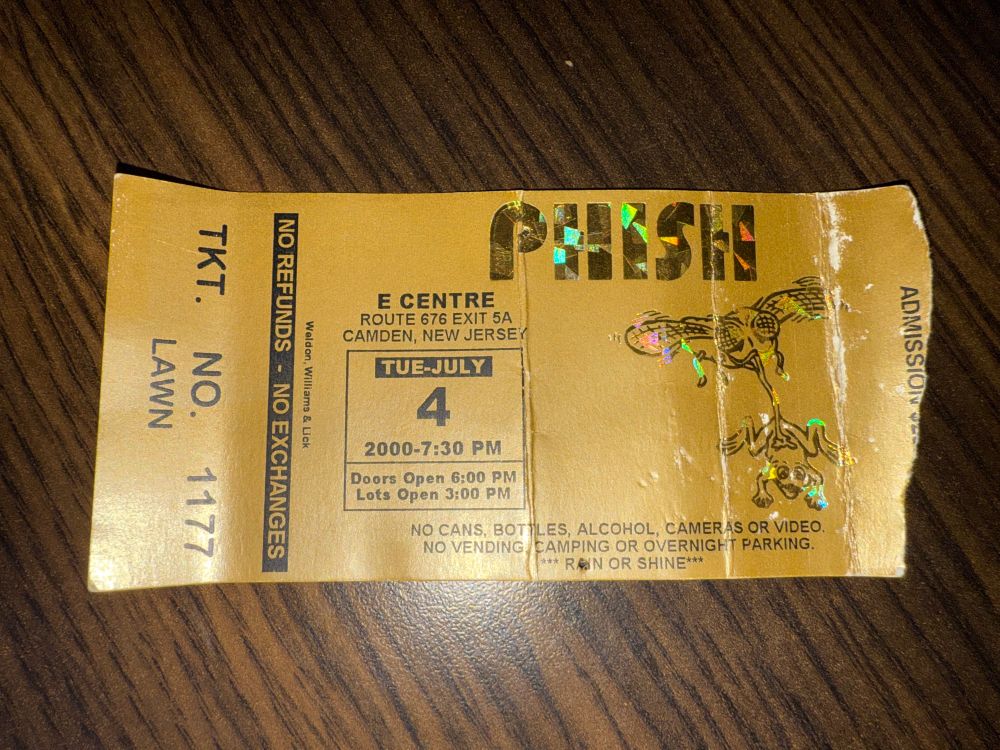 TKT. NO. 1177
LAWN
NO REFUNDS - NO EXCHANGES
Weldon, Williams & Lick
PHISH
E CENTRE
ROUTE 676 EXIT 5A
CAMDEN, NEW JERSEY
TUE-JULY
4
2000-7:30 PM
Doors Open 6:00 PM
Lots Open 3:00 PM
NO CANS, BOTTLES, ALCOHOL, CAMERAS OR VIDEO.
NO VENDING, CAMPING OR OVERNIGHT PARKING.
*** RAIN OR SHINE***
ADMISSION